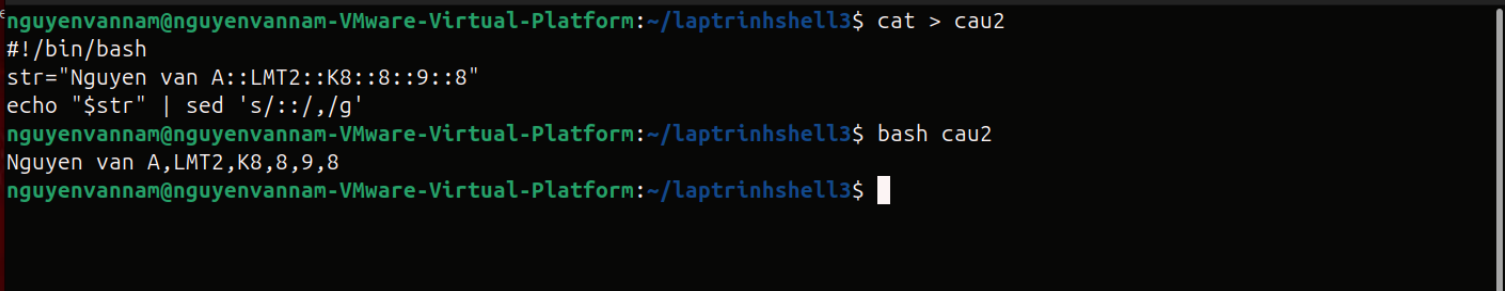 nguyenvannam@nguyenvannam-VMware-Virtual-Platform:~/laptrinhshell3$ cat > cau2
#!/bin/bash
str="Nguyen van A::LMT2::K8::8::9::8"
echo "$str" | sed 's/::/,/g'
nguyenvannam@nguyenvannam-VMware-Virtual-Platform:~/laptrinhshell3$ bash cau2
Nguyen van A,LMT2,K8,8,9,8
nguyenvannam@nguyenvannam-VMware-Virtual-Platform:~/laptrinhshell3$